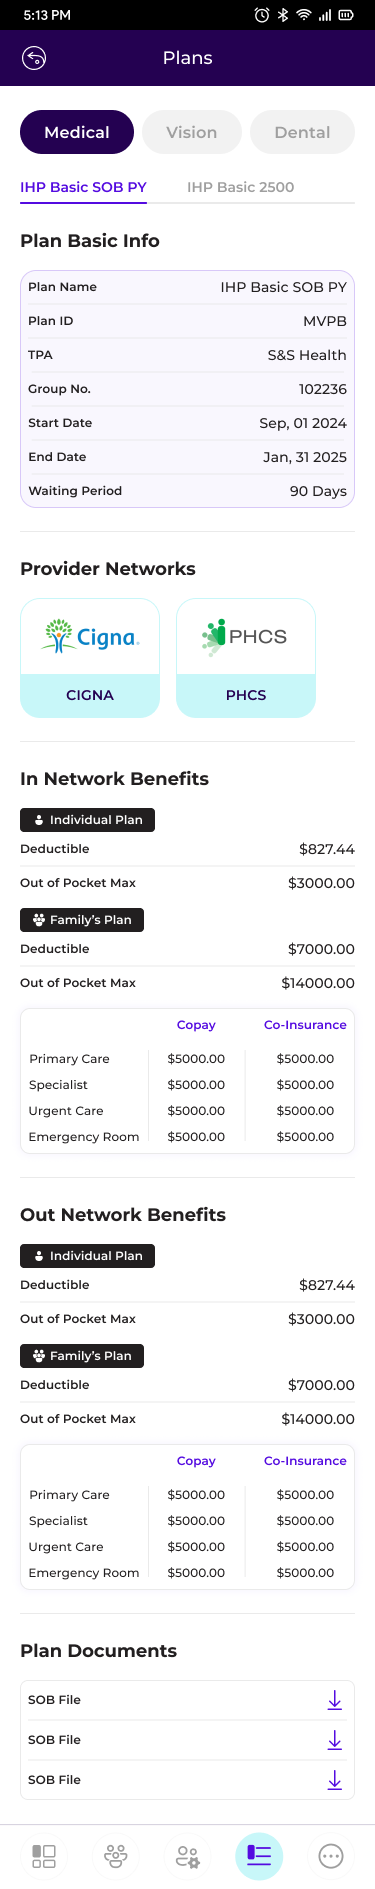 5:13 PM
Plans
Medical Vision Dental
IHP Basic SOB PY IHP Basic 2500
Plan Basic Info
Plan Name IHP Basic SOB PY
Plan ID MVPB
TPA S&S Health
Group No. 102236
Start Date Sep, 01 2024
End Date Jan, 31 2025
Waiting Period 90 Days
Provider Networks
Cigna. PHCS
CIGNA PHCS
In Network Benefits
Individual Plan
Deductible $827.44
Out of Pocket Max $3000.00
Family's Plan
Deductible $7000.00
Out of Pocket Max $14000.00
Copay Co-Insurance
Primary Care $5000.00 $5000.00
Specialist $5000.00 $5000.00
Urgent Care $5000.00 $5000.00
Emergency Room $5000.00 $5000.00
Out Network Benefits
Individual Plan
Deductible $827.44
Out of Pocket Max $3000.00
Family's Plan
Deductible $7000.00
Out of Pocket Max $14000.00
Copay Co-Insurance
Primary Care $5000.00 $5000.00
Specialist $5000.00 $5000.00
Urgent Care $5000.00 $5000.00
Emergency Room $5000.00 $5000.00
Plan Documents
SOB File
SOB File
SOB File